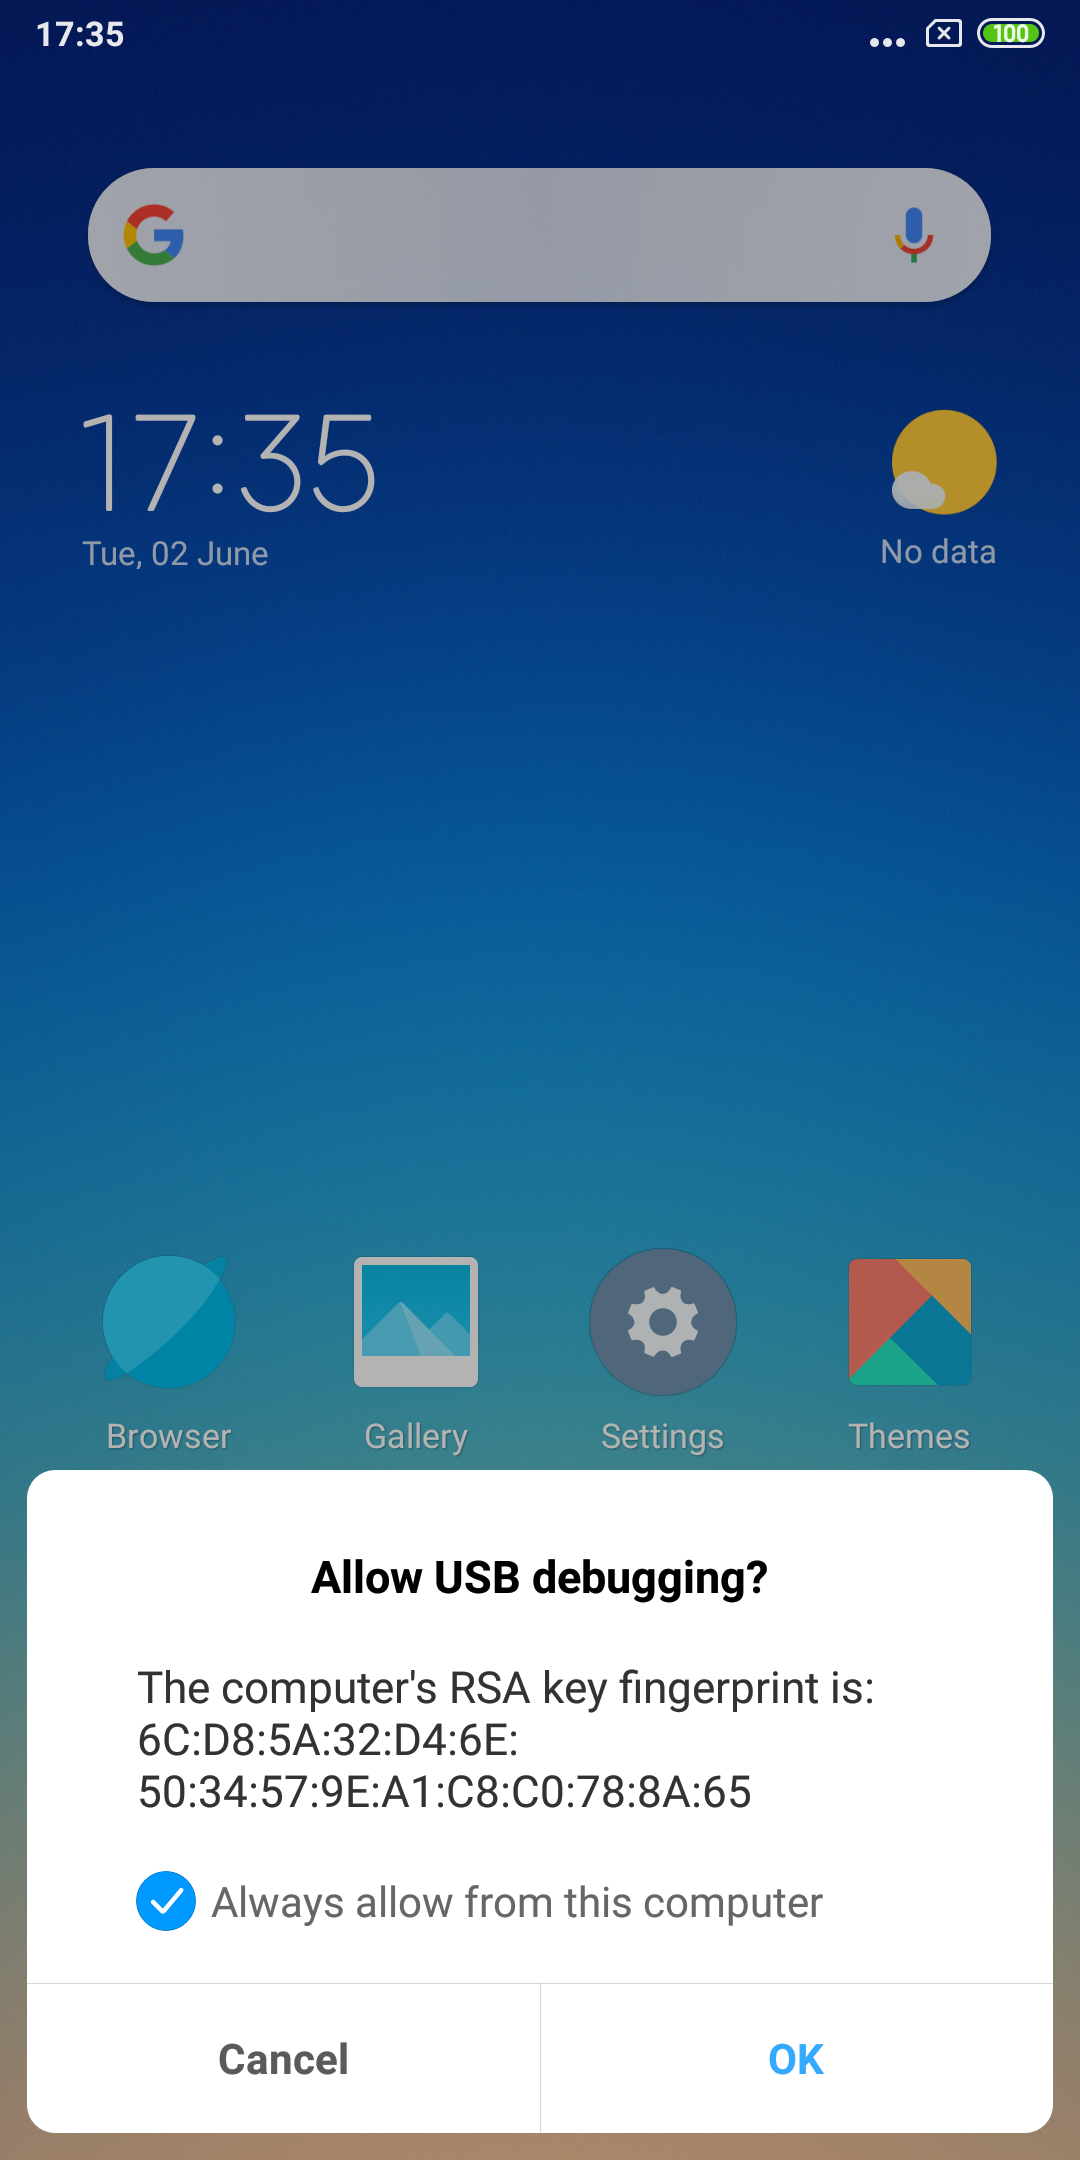 17:35
100
17:35
Tue, 02 June
No data
Browser
Gallery
Settings
Themes
Allow USB debugging?
The computer's RSA key fingerprint is:
6C:D8:5A:32:D4:6E:
50:34:57:9E:A1:C8:C0:78:8A:65
Always allow from this computer
Cancel
OK